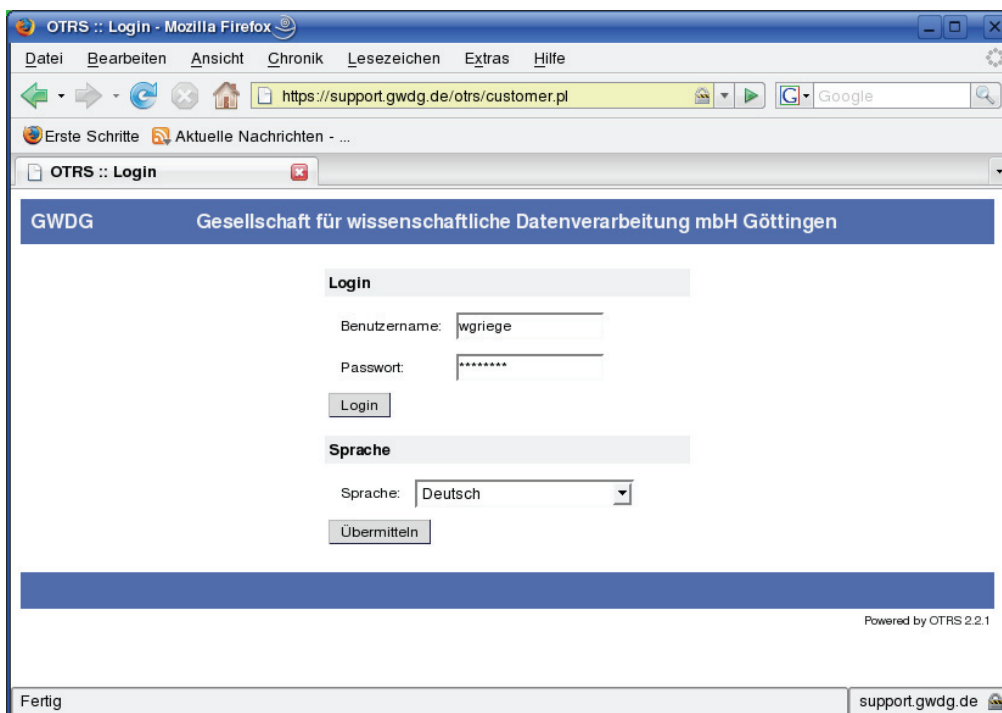 OTRS :: Login - Mozilla Firefox
Datei Bearbeiten Ansicht Chronik Lesezeichen Extras Hilfe
https://support.gwdg.de/otrs/customer.pl G Google
Erste Schritte Aktuelle Nachrichten - ...
OTRS :: Login
GWDG Gesellschaft für wissenschaftliche Datenverarbeitung mbH Göttingen
Login
Benutzername: wgriege
Passwort: ********
Login
Sprache
Sprache: Deutsch
Übermitteln
Powered by OTRS 2.2.1
Fertig support.gwdg.de